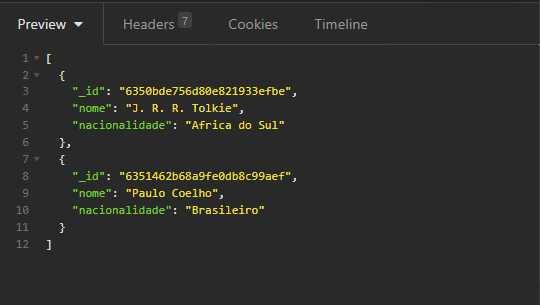 Preview Headers 7 Cookies Timeline
1 [
2 {
3 "_id": "6350bde756d80e821933efbe",
4 "nome": "J. R. R. Tolkie",
5 "nacionalidade": "Africa do Sul"
6 },
7 {
8 "_id": "6351462b68a9fe0db8c99aef",
9 "nome": "Paulo Coelho",
10 "nacionalidade": "Brasileiro"
11 }
12 ]